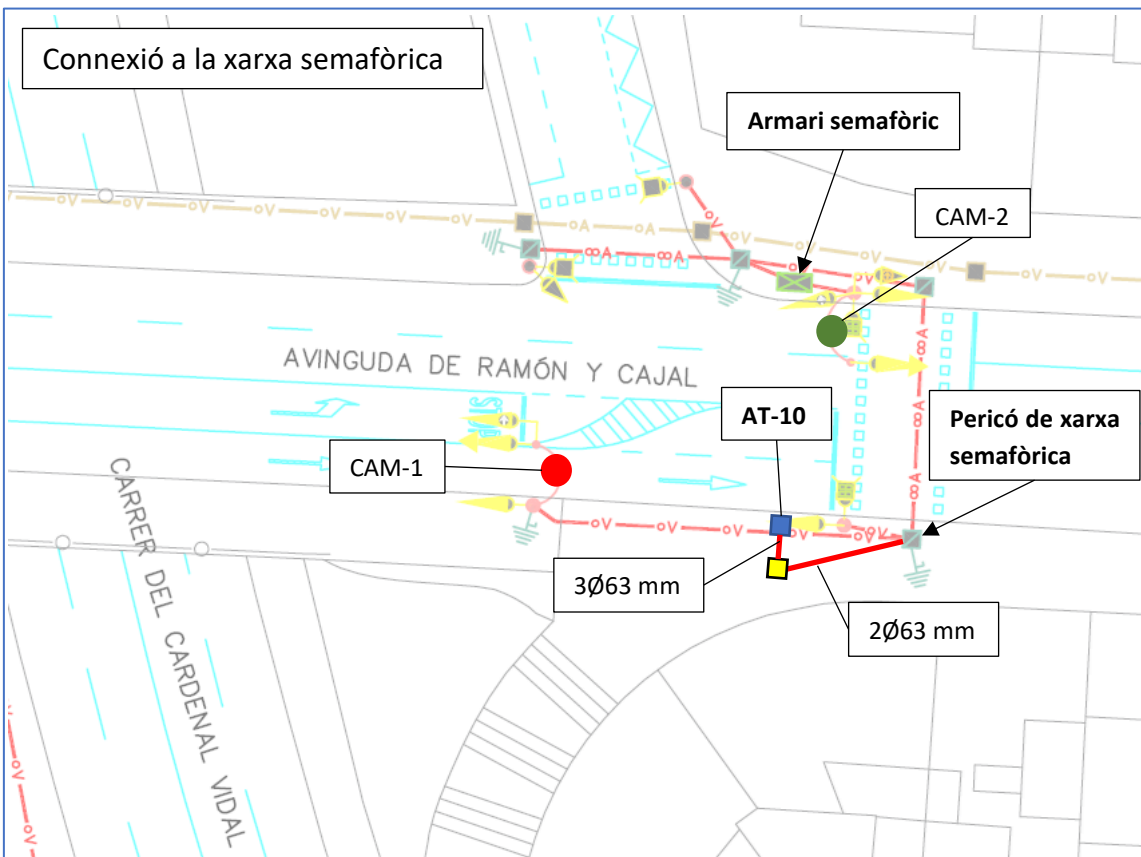 Connexió a la xarxa semafòrica
Armari semafòric
CAM-2
AVINGUDA DE RAMÓN Y CAJAL
BUS
AT-10
Pericó de xarxa
semafòrica
CAM-1
3Ø63 mm
2Ø63 mm
CARRER DEL CARDENAL VIDAL